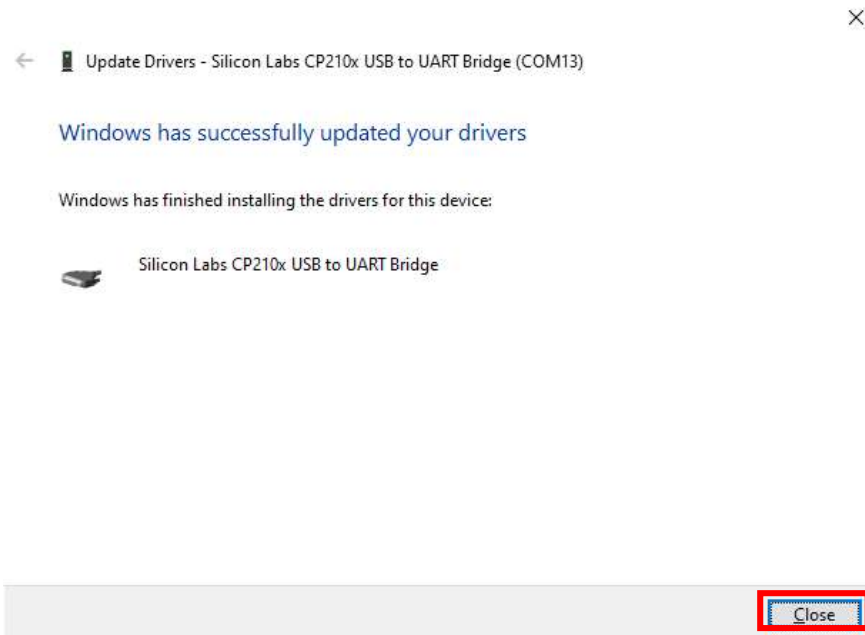 Update Drivers - Silicon Labs CP210x USB to UART Bridge (COM13)
Windows has successfully updated your drivers
Windows has finished installing the drivers for this device:
Silicon Labs CP210x USB to UART Bridge
Close